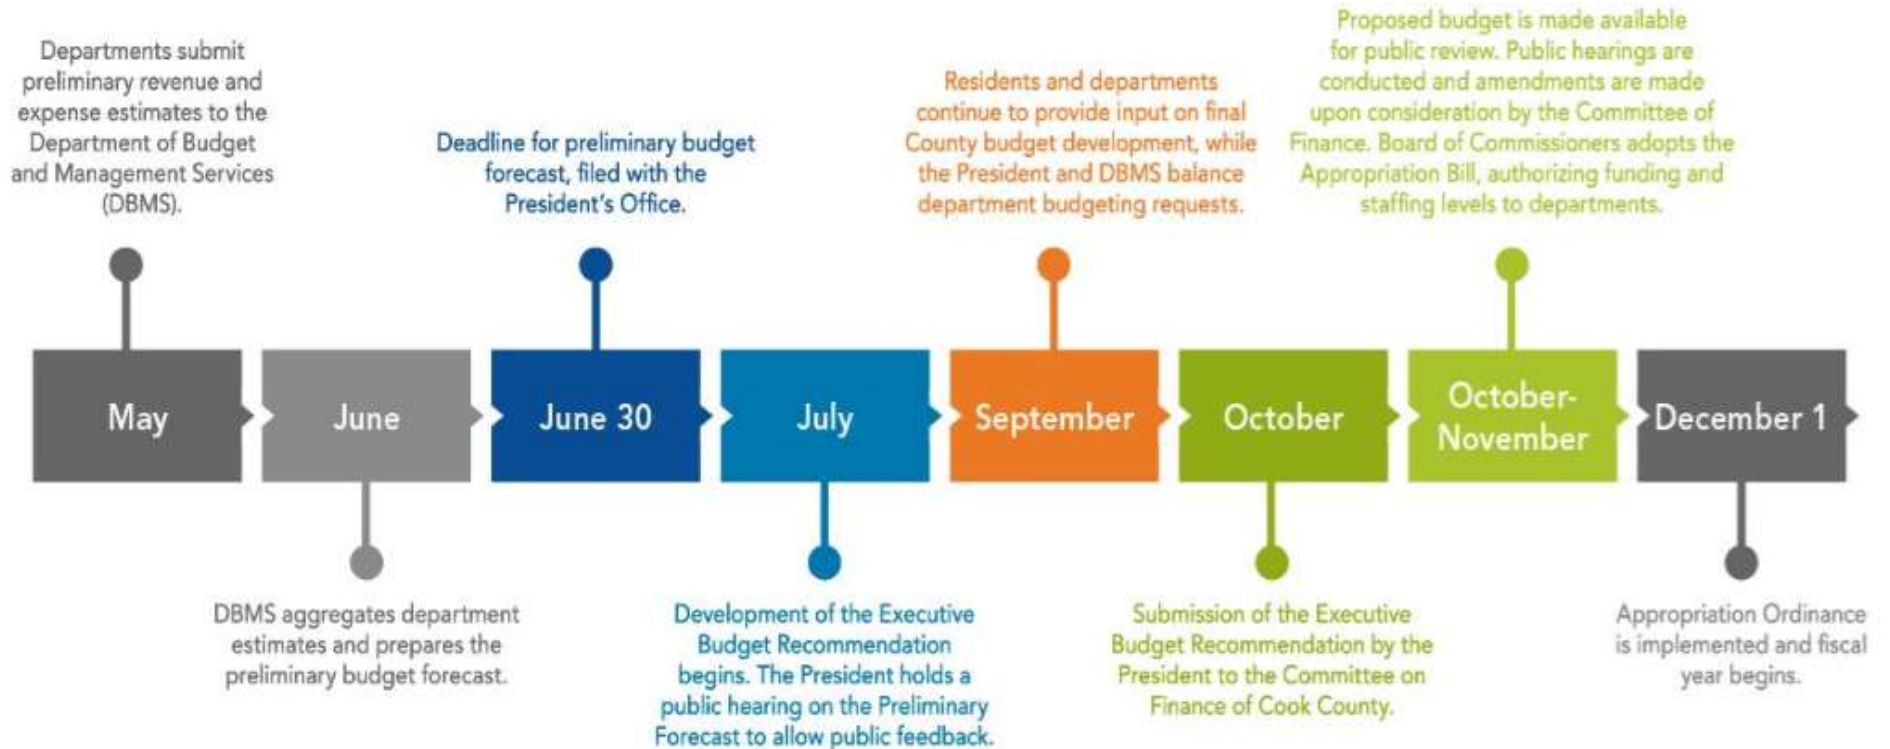 Departments submit
preliminary revenue and
expense estimates to the
Department of Budget
and Management Services
(DBMS).
Deadline for preliminary budget
forecast, filed with the
President's Office.
Residents and departments
continue to provide input on final
County budget development, while
the President and DBMS balance
department budgeting requests.
Proposed budget is made available
for public review. Public hearings are
conducted and amendments are made
upon consideration by the Committee of
Finance. Board of Commissioners adopts the
Appropriation Bill, authorizing funding and
staffing levels to departments.
May
June
June 30
July
September
October
October-
November
December 1
DBMS aggregates department
estimates and prepares the
preliminary budget forecast.
Development of the Executive
Budget Recommendation
begins. The President holds a
public hearing on the Preliminary
Forecast to allow public feedback.
Submission of the Executive
Budget Recommendation by the
President to the Committee on
Finance of Cook County.
Appropriation Ordinance
is implemented and fiscal
year begins.